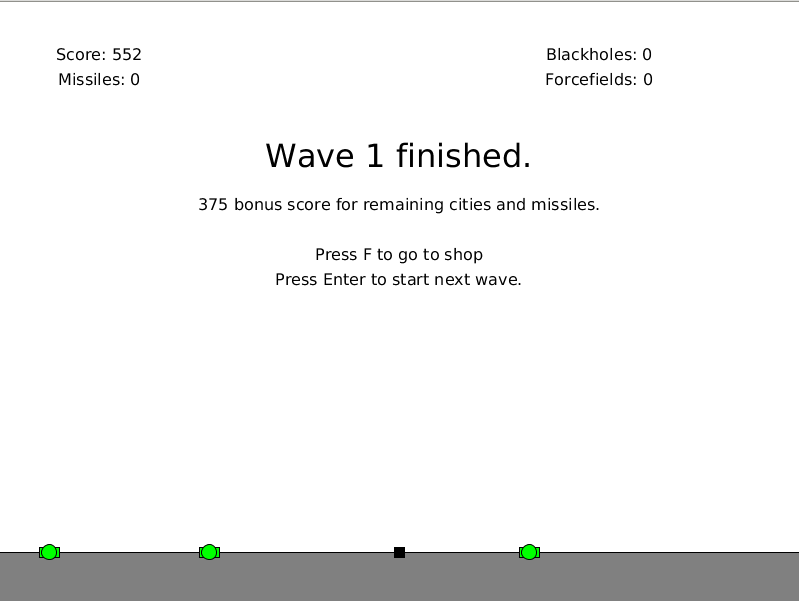 Score: 552
Blackholes: 0
Missiles: 0
Forcefields: 0
Wave 1 finished.
375 bonus score for remaining cities and missiles.
Press F to go to shop
Press Enter to start next wave.